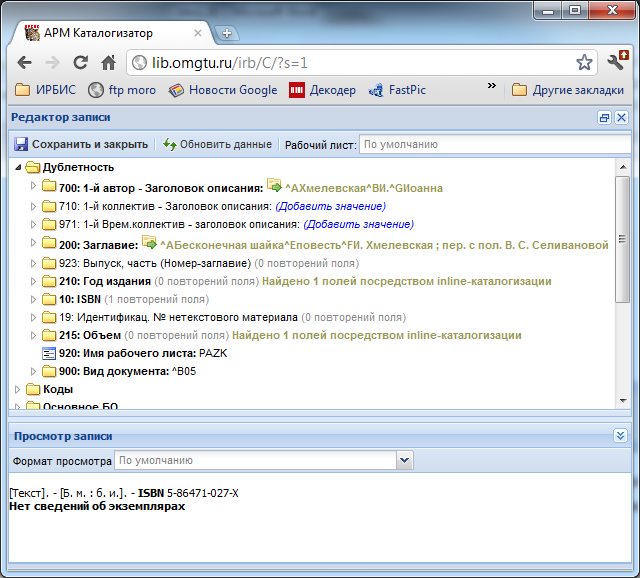 АРМ Каталогизатор
lib.omgtu.ru/irb/C/?s=1
ИРБИС ftp moro Новости Google Декодер FastPic » Другие закладки
Редактор записи
Сохранить и закрыть Обновить данные Рабочий лист: По умолчанию
Дублетность
700: 1-й автор - Заголовок описания: ^AХмелевская^BИ.^GИоанна
710: 1-й коллектив - Заголовок описания: (Добавить значение)
971: 1-й Врем.коллектив - заголовок описания: (Добавить значение)
200: Заглавие: ^AБесконечная шайка^Eповесть^FИ. Хмелевская ; пер. с пол. В. С. Селивановой
923: Выпуск, часть (Номер-заглавие) (0 повторений поля)
210: Год издания (0 повторений поля) Найдено 1 полей посредством inline-каталогизации
10: ISBN (1 повторений поля)
19: Идентификац. № нетекстового материала (0 повторений поля)
215: Объем (0 повторений поля) Найдено 1 полей посредством inline-каталогизации
920: Имя рабочего листа: PAZK
900: Вид документа: ^B05
Коды
Основное БО
Просмотр записи
Формат просмотра По умолчанию
[Текст]. - [Б. м. : б. и.]. - ISBN 5-86471-027-X
Нет сведений об экземплярах